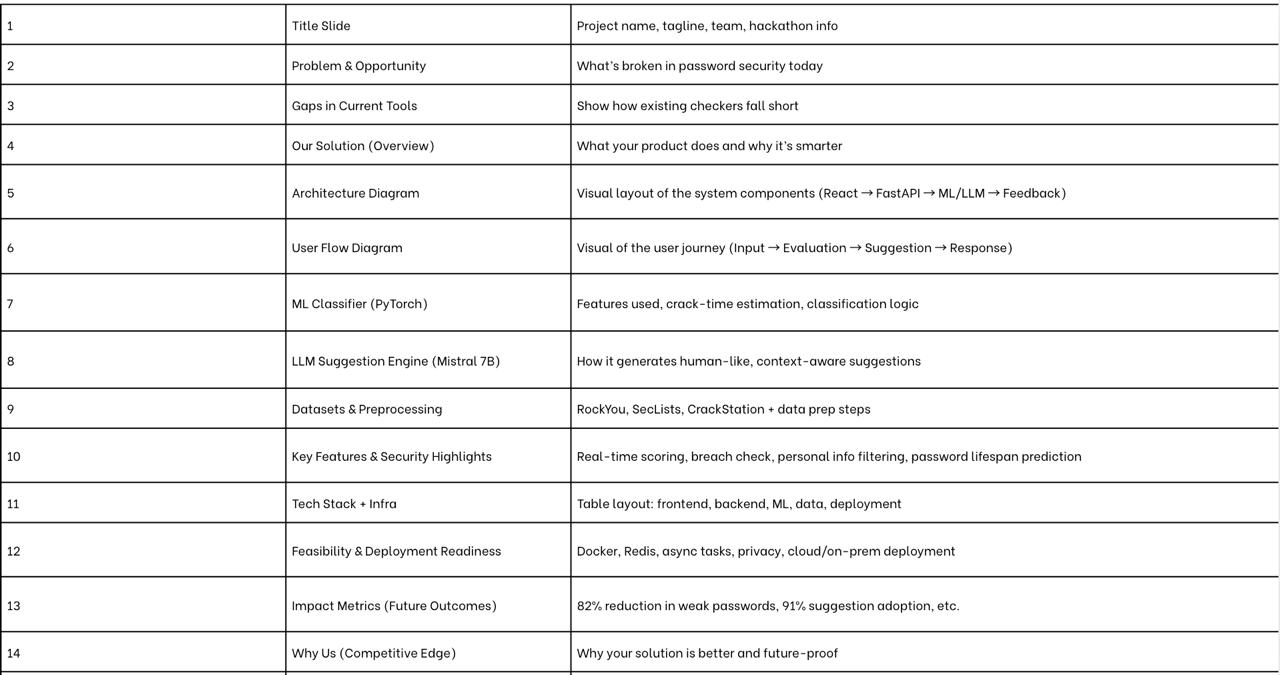 1 Title Slide Project name, tagline, team, hackathon info
2 Problem & Opportunity What's broken in password security today
3 Gaps in Current Tools Show how existing checkers fall short
4 Our Solution (Overview) What your product does and why it's smarter
5 Architecture Diagram Visual layout of the system components (React → FastAPI → ML/LLM → Feedback)
6 User Flow Diagram Visual of the user journey (Input → Evaluation → Suggestion → Response)
7 ML Classifier (PyTorch) Features used, crack-time estimation, classification logic
8 LLM Suggestion Engine (Mistral 7B) How it generates human-like, context-aware suggestions
9 Datasets & Preprocessing RockYou, SecLists, CrackStation + data prep steps
10 Key Features & Security Highlights Real-time scoring, breach check, personal info filtering, password lifespan prediction
11 Tech Stack + Infra Table layout: frontend, backend, ML, data, deployment
12 Feasibility & Deployment Readiness Docker, Redis, async tasks, privacy, cloud/on-prem deployment
13 Impact Metrics (Future Outcomes) 82% reduction in weak passwords, 91% suggestion adoption, etc.
14 Why Us (Competitive Edge) Why your solution is better and future-proof